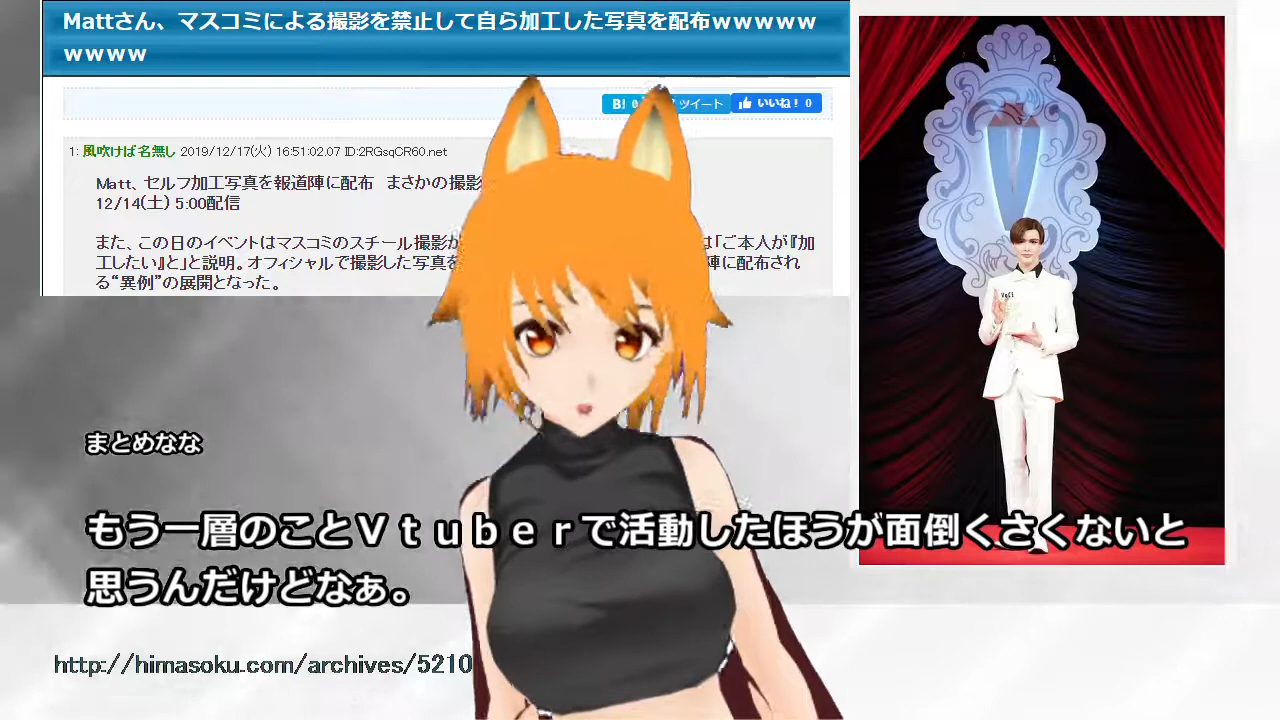 Mattさん、マスコミによる撮影を禁止して自ら加工した写真を配布ｗｗｗｗｗ
ｗｗｗｗ
B! 0
ツイート
いいね！ 0
1: 風吹けば名無し 2019/12/17(火) 16:51:02.07 ID:2RGsqCR60.net
Matt、セルフ加工写真を報道陣に配布　まさかの撮影
12/14(土) 5:00配信
また、この日のイベントはマスコミのスチール撮影が は｢ご本人が『加
工したい』と｣と説明。オフィシャルで撮影した写真を 陣に配布され
る“異例”の展開となった。
VoCE
まとめなな
もう一層のことＶｔｕｂｅｒで活動したほうが面倒くさくないと
思うんだけどなぁ。
http://himasoku.com/archives/5210